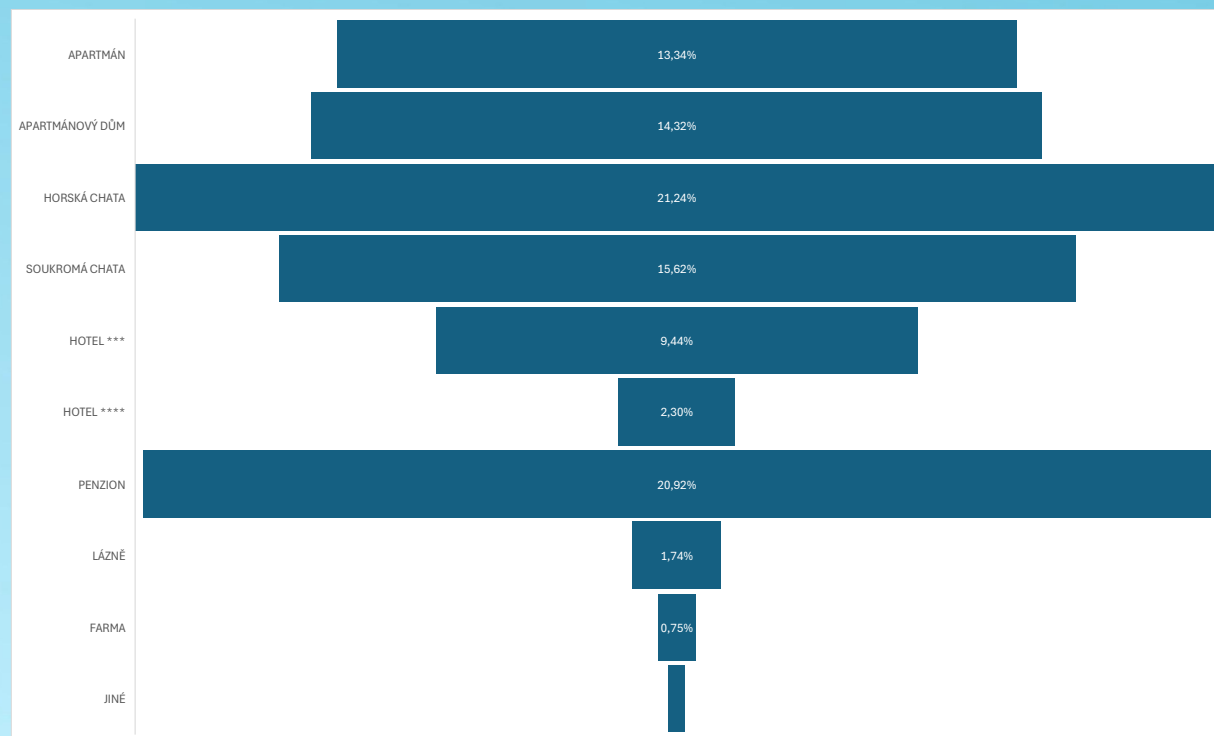 APARTMÁN 13,34%
APARTMÁNOVÝ DŮM 14,32%
HORSKÁ CHATA 21,24%
SOUKROMÁ CHATA 15,62%
HOTEL *** 9,44%
HOTEL **** 2,30%
PENZION 20,92%
LÁZNĚ 1,74%
FARMA 0,75%
JINÉ